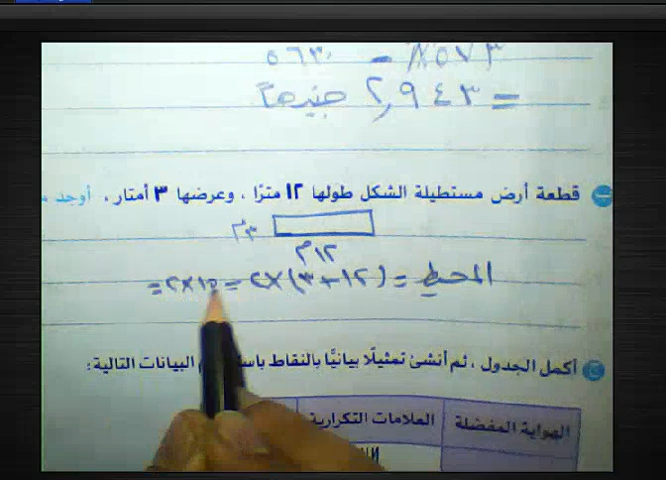 ٨٥٧٣ - ٥٦٣٠
= ٢,٩٤٣ جنيهاً
قطعة أرض مستطيلة الشكل طولها ١٢ مترًا ، وعرضها ٣ أمتار ، أوجد
٣م
١٢م
المحيط = (١٢ + ٣) × ٢ = ١٥ × ٢ =
ج أكمل الجدول ، ثم أنشئ تمثيلًا بيانيًّا بالنقاط البيانات التالية :
الهواية المفضلة العلامات التكرارية